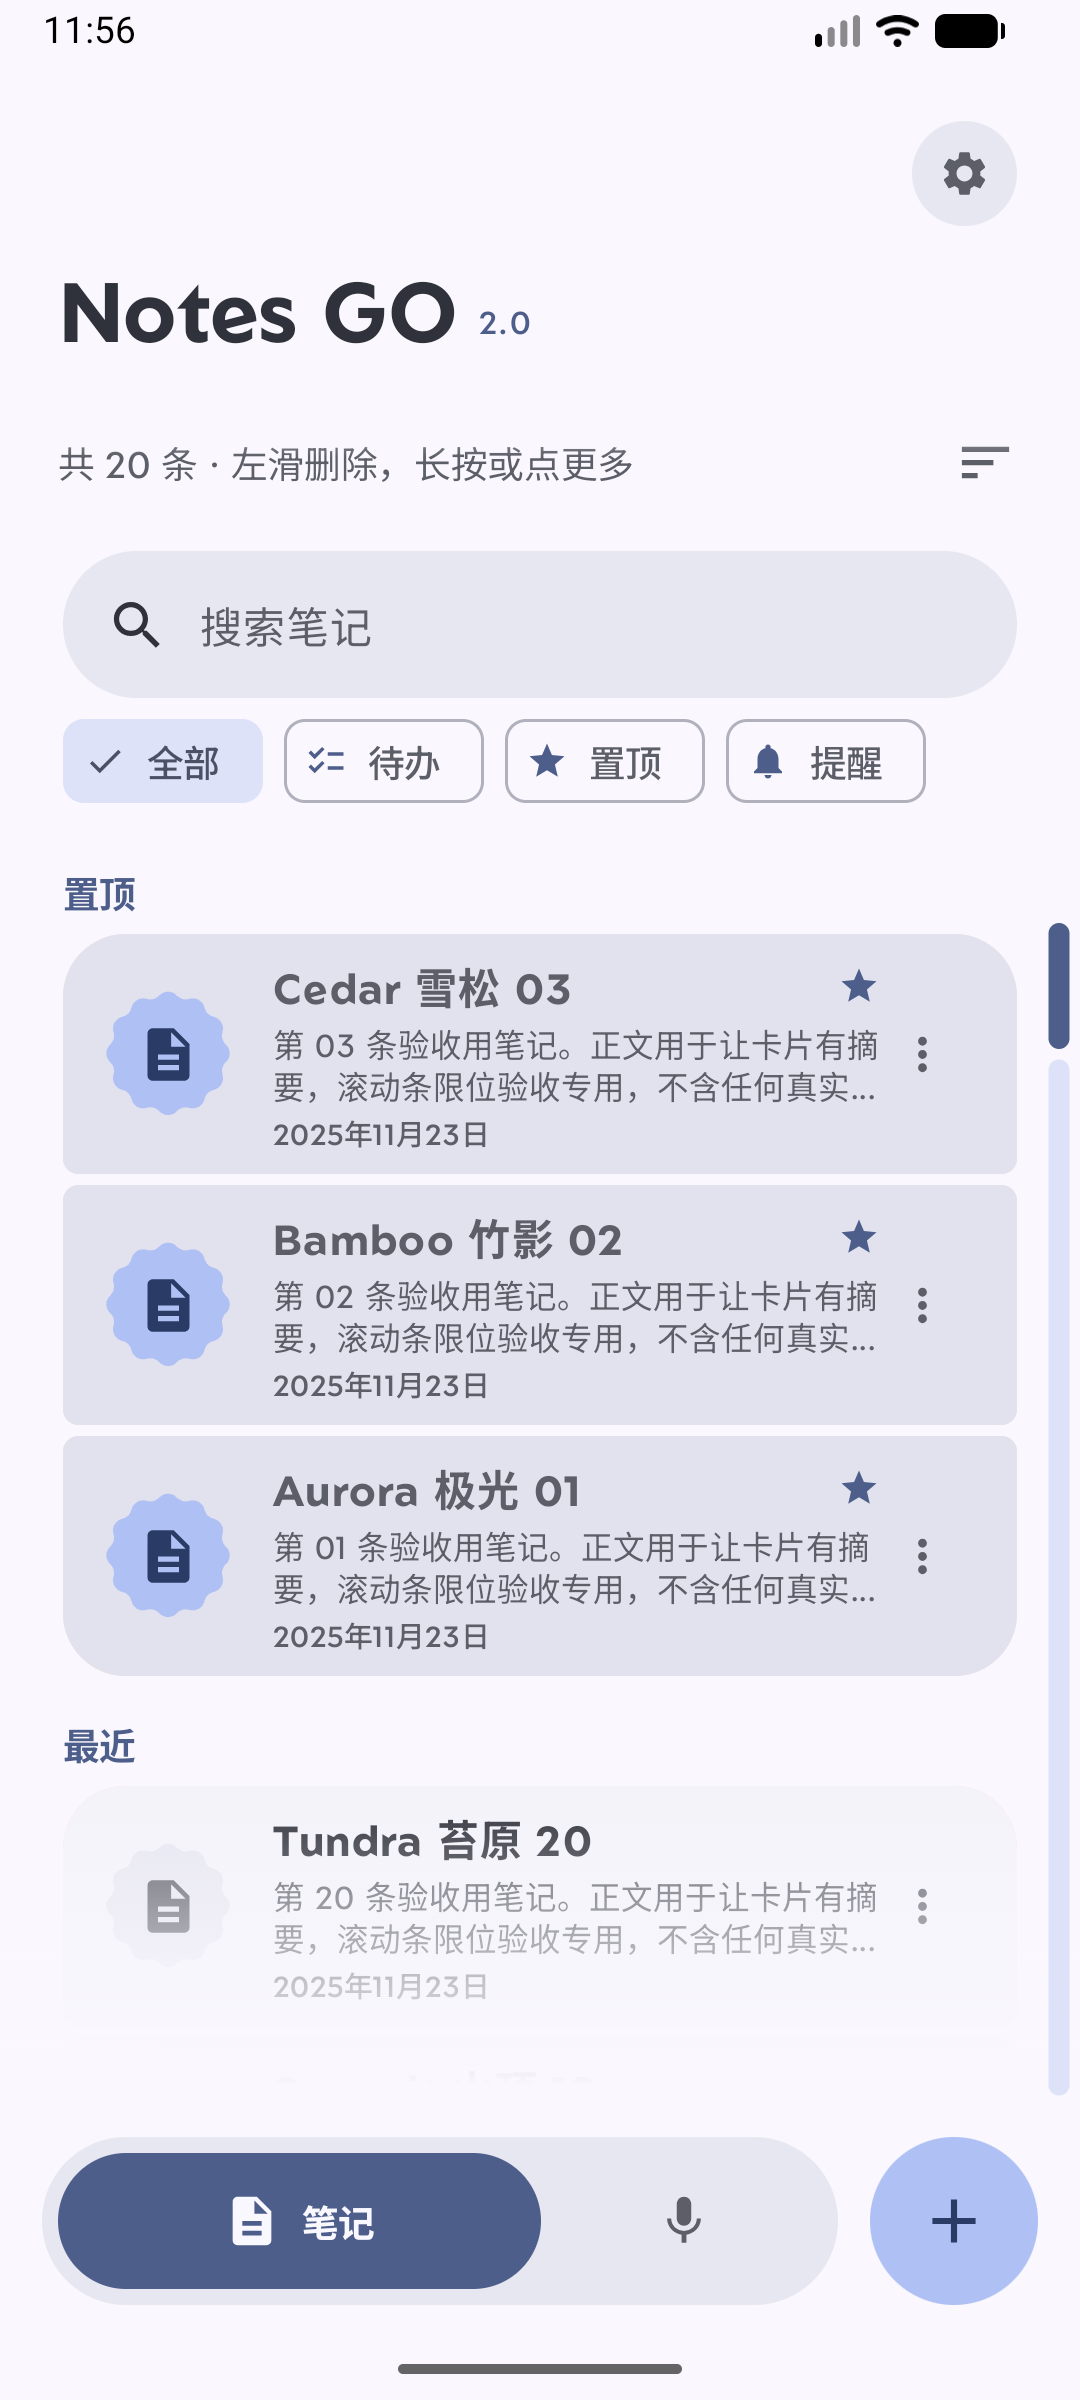 11:56
Notes GO 2.0
共 20 条 · 左滑删除，长按或点更多
搜索笔记
全部 待办 置顶 提醒
置顶
Cedar 雪松 03
第 03 条验收用笔记。正文用于让卡片有摘
要，滚动条限位验收专用，不含任何真实...
2025年11月23日
Bamboo 竹影 02
第 02 条验收用笔记。正文用于让卡片有摘
要，滚动条限位验收专用，不含任何真实...
2025年11月23日
Aurora 极光 01
第 01 条验收用笔记。正文用于让卡片有摘
要，滚动条限位验收专用，不含任何真实...
2025年11月23日
最近
Tundra 苔原 20
第 20 条验收用笔记。正文用于让卡片有摘
要，滚动条限位验收专用，不含任何真实...
2025年11月23日
笔记